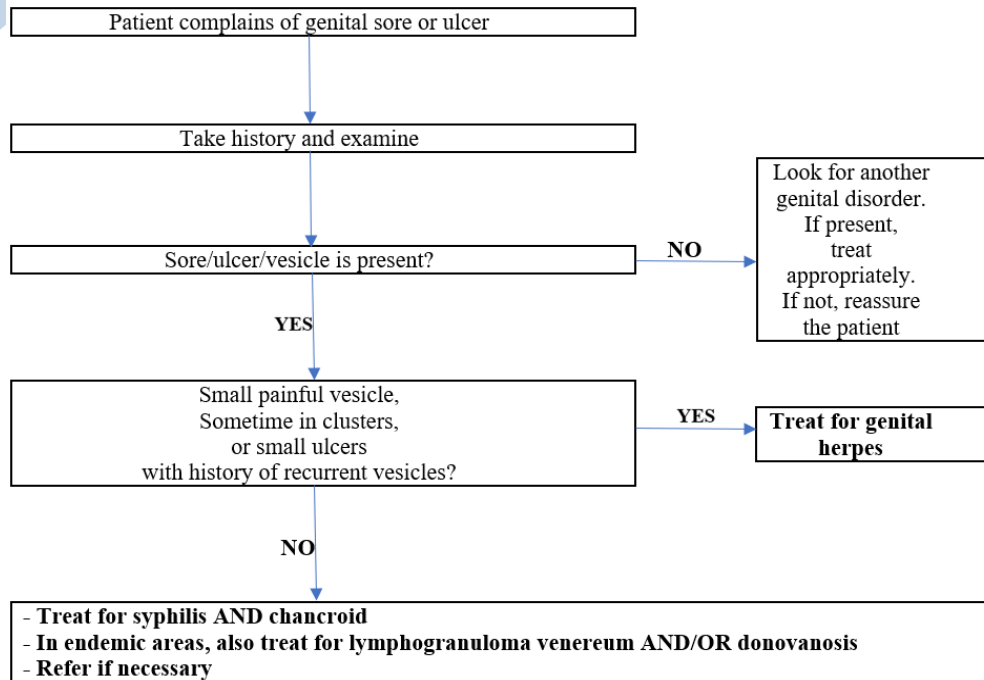 Patient complains of genital sore or ulcer
Take history and examine
Sore/ulcer/vesicle is present?
NO
Look for another
genital disorder.
If present,
treat
appropriately.
If not, reassure
the patient
YES
Small painful vesicle,
Sometime in clusters,
or small ulcers
with history of recurrent vesicles?
YES
Treat for genital
herpes
NO
- Treat for syphilis AND chancroid
- In endemic areas, also treat for lymphogranuloma venereum AND/OR donovanosis
- Refer if necessary